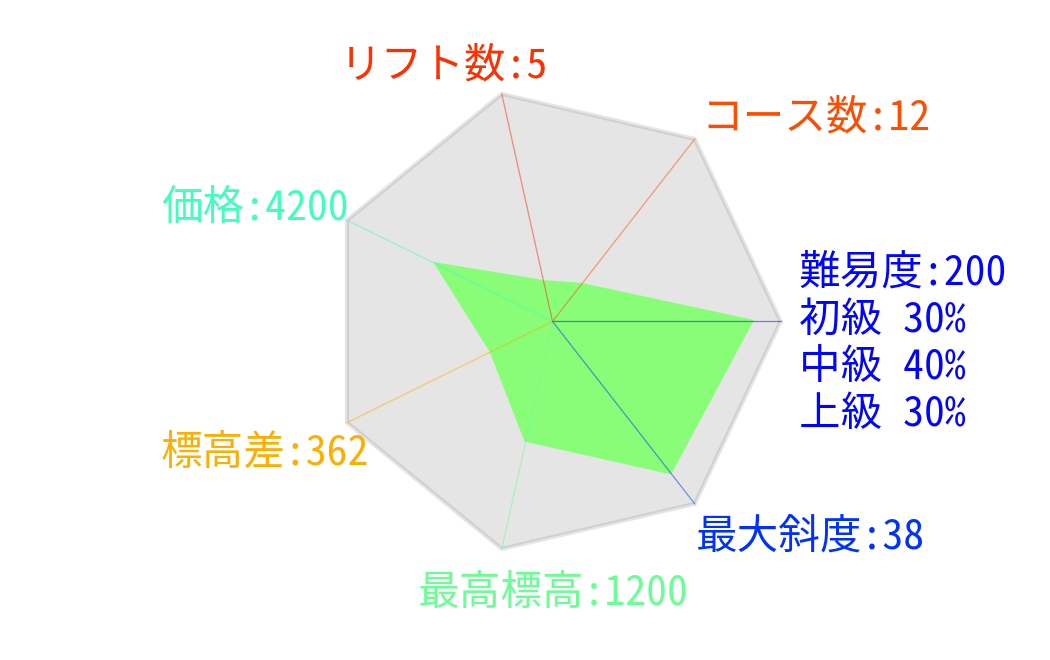 リフト数:5
コース数:12
価格:4200
難易度:200
初級 30%
中級 40%
上級 30%
標高差:362
最大斜度:38
最高標高:1200